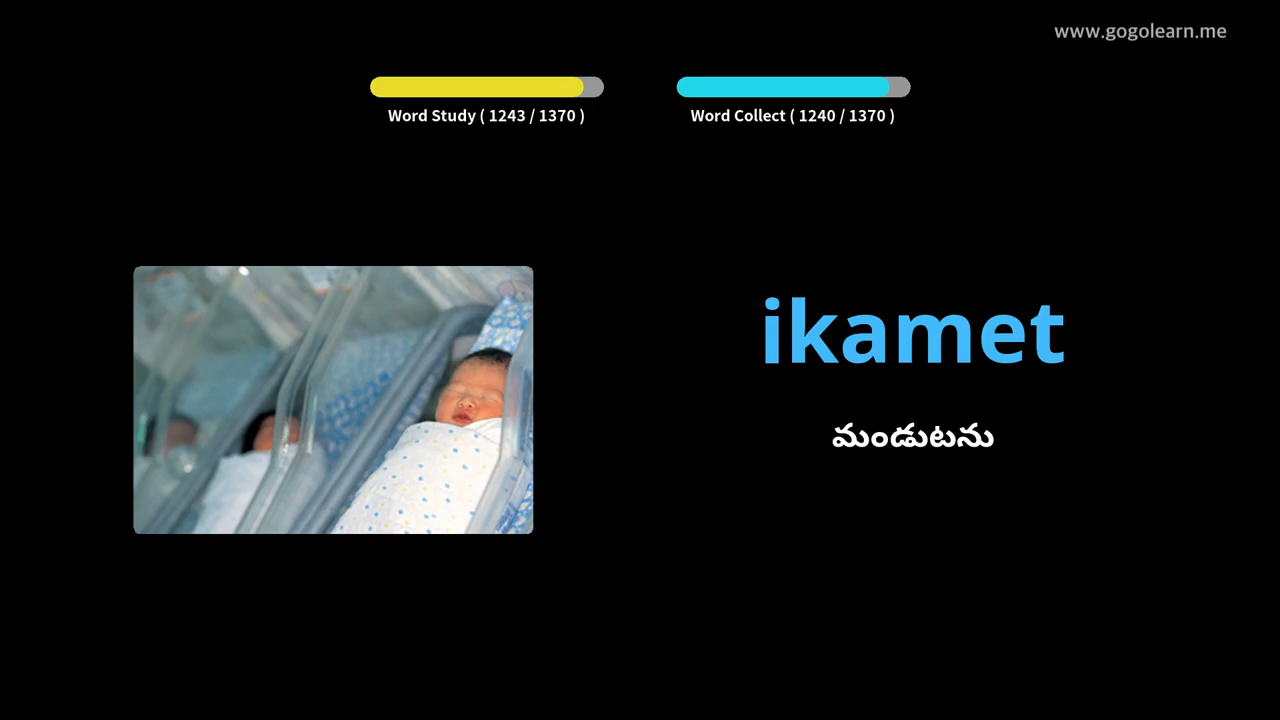 www.gogolearn.me
Word Study ( 1243 / 1370 )
Word Collect ( 1240 / 1370 )
ikamet
మండుటను